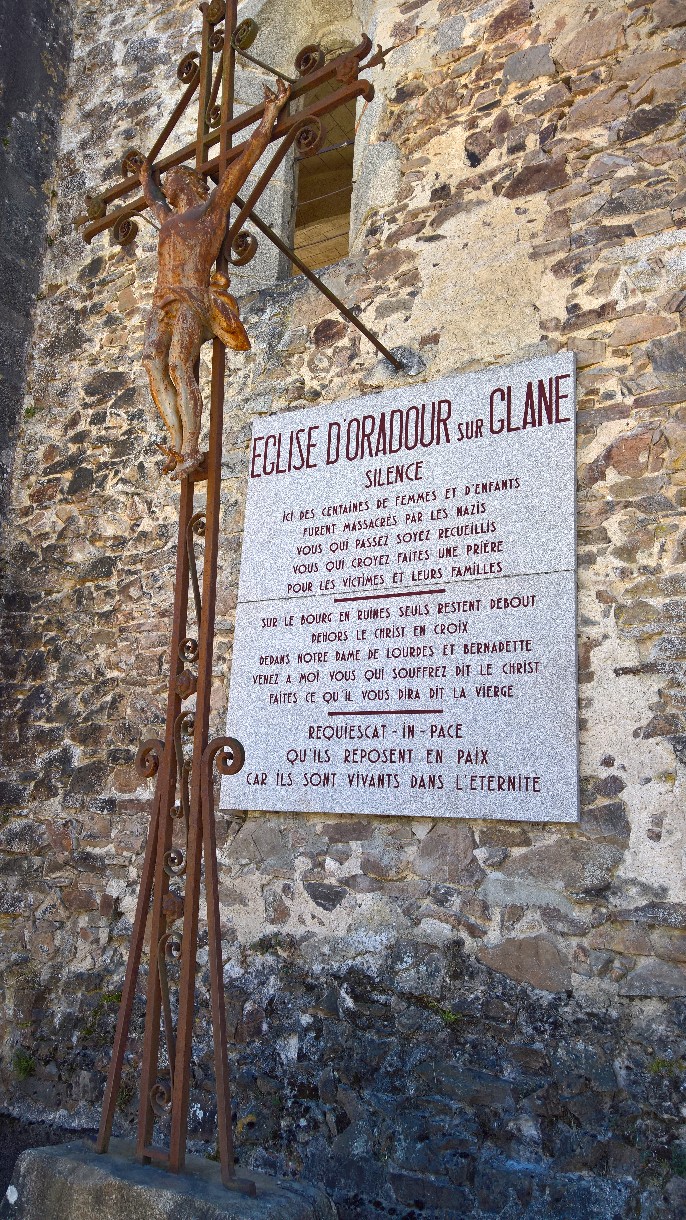 EGLISE D'ORADOUR SUR GLANE
SILENCE
ICI DES CENTAINES DE FEMMES ET D'ENFANTS
FURENT MASSACRÉS PAR LES NAZIS
VOUS QUI PASSEZ SOYEZ RECUEILLIS
VOUS QUI CROYEZ FAITES UNE PRIÈRE
POUR LES VICTIMES ET LEURS FAMILLES
SUR LE BOURG EN RUINES SEULS RESTENT DEBOUT
DEHORS LE CHRIST EN CROIX
DEDANS NOTRE DAME DE LOURDES ET BERNADETTE
VENEZ A MOI VOUS QUI SOUFFREZ DIT LE CHRIST
FAITES CE QU'IL VOUS DIRA DIT LA VIERGE
REQUIESCAT - IN - PACE
QU'ILS REPOSENT EN PAIX
CAR ILS SONT VIVANTS DANS L'ETERNITÉ